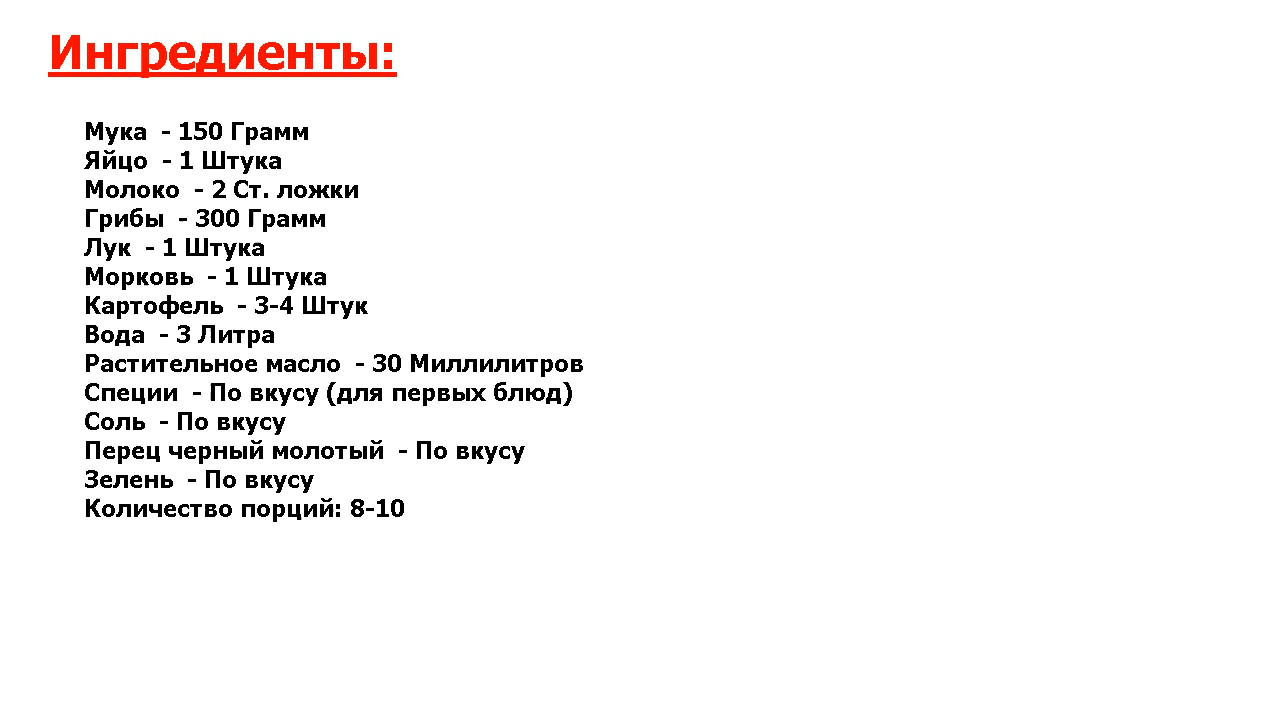 Ингредиенты:
Мука - 150 Грамм
Яйцо - 1 Штука
Молоко - 2 Ст. ложки
Грибы - 300 Грамм
Лук - 1 Штука
Морковь - 1 Штука
Картофель - 3-4 Штук
Вода - 3 Литра
Растительное масло - 30 Миллилитров
Специи - По вкусу (для первых блюд)
Соль - По вкусу
Перец черный молотый - По вкусу
Зелень - По вкусу
Количество порций: 8-10